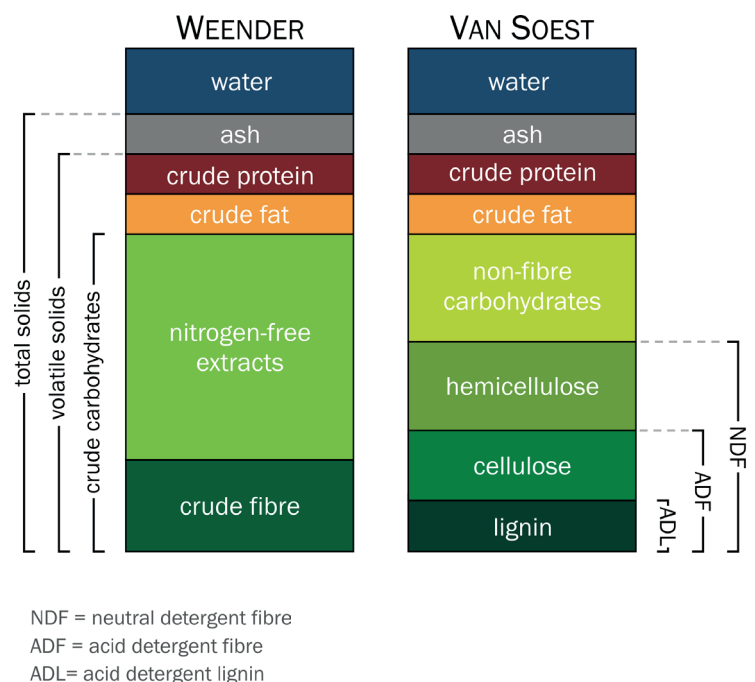 WEENDER
water
ash
crude protein
crude fat
nitrogen-free
extracts
crude fibre
total solids
volatile solids
crude carbohydrates
VAN SOEST
water
ash
crude protein
crude fat
non-fibre
carbohydrates
hemicellulose
cellulose
lignin
ADL
ADF
NDF
NDF = neutral detergent fibre
ADF = acid detergent fibre
ADL= acid detergent lignin